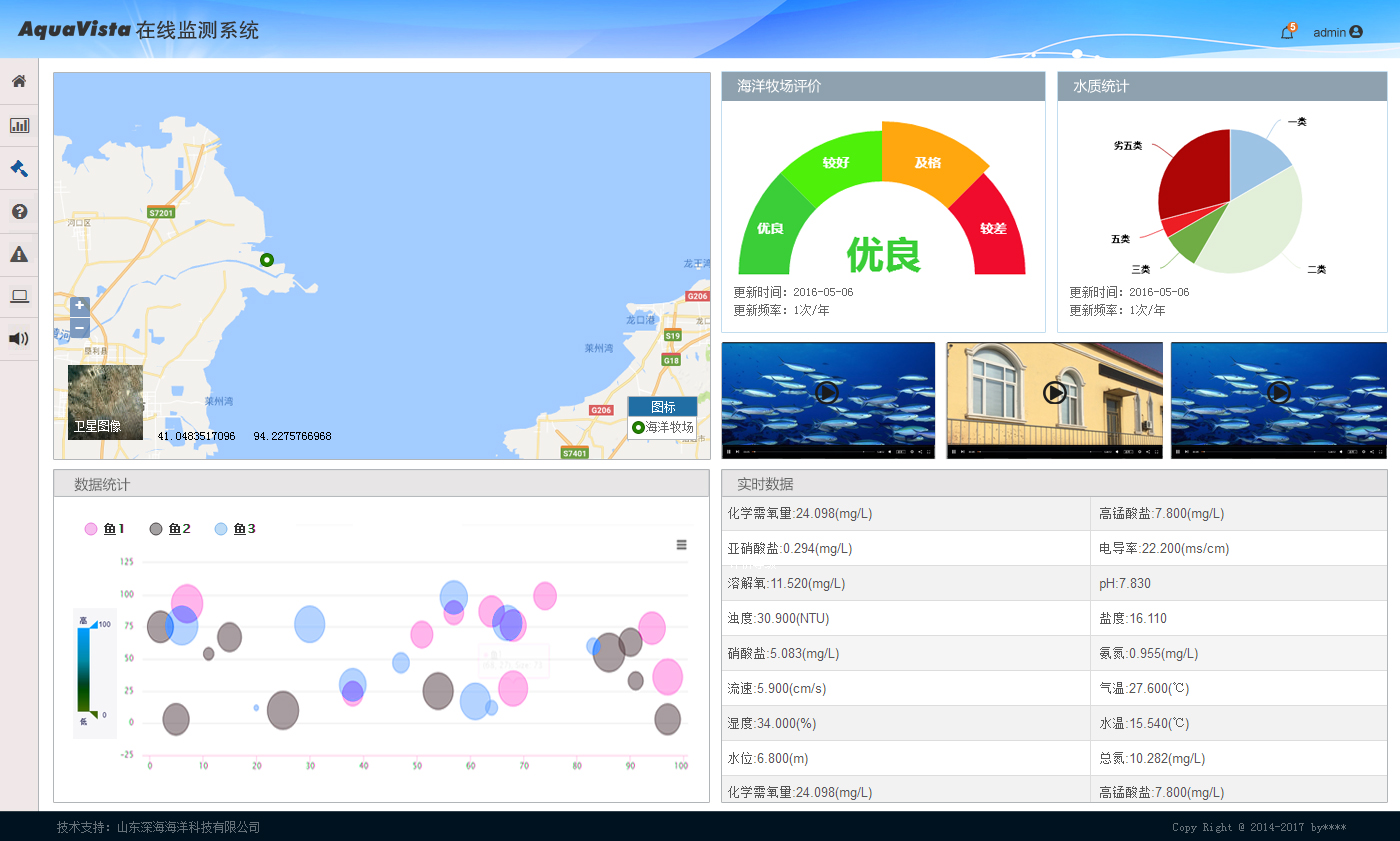 AquaVista 在线监测系统
5
admin
河口区
S7201
黄河
垦利县
莱州湾
卫星图像
41.0483517096 94.2275766968
龙王湾
G206
龙口港
龙口
S19
莱州湾
G18
G206
S7401
图标
海洋牧场
海洋牧场评价
优良
较好
及格
较差
优良
更新时间: 2016-05-06
更新频率: 1次/年
水质统计
一类
劣五类
五类
三类
二类
更新时间: 2016-05-06
更新频率: 1次/年
数据统计
鱼1 鱼2 鱼3
125
100
75
50
25
0
-25
0 10 20 30 40 50 60 70 80 90 100
高
100
0
低
实时数据
化学需氧量:24.098(mg/L) 高锰酸盐:7.800(mg/L)
亚硝酸盐:0.294(mg/L) 电导率:22.200(ms/cm)
溶解氧:11.520(mg/L) pH:7.830
浊度:30.900(NTU) 盐度:16.110
硝酸盐:5.083(mg/L) 氨氮:0.955(mg/L)
流速:5.900(cm/s) 气温:27.600(℃)
湿度:34.000(%) 水温:15.540(℃)
水位:6.800(m) 总氮:10.282(mg/L)
化学需氧量:24.098(mg/L) 高锰酸盐:7.800(mg/L)
技术支持: 山东深海海洋科技有限公司
Copy Right @ 2014-2017 by****